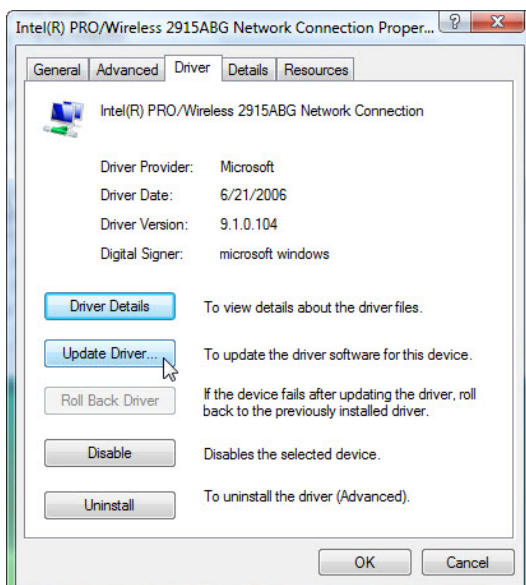 Intel(R) PRO/Wireless 2915ABG Network Connection Proper...
General Advanced Driver Details Resources
Intel(R) PRO/Wireless 2915ABG Network Connection
Driver Provider: Microsoft
Driver Date: 6/21/2006
Driver Version: 9.1.0.104
Digital Signer: microsoft windows
Driver Details To view details about the driver files.
Update Driver... To update the driver software for this device.
Roll Back Driver If the device fails after updating the driver, roll
back to the previously installed driver.
Disable Disables the selected device.
Uninstall To uninstall the driver (Advanced).
OK Cancel